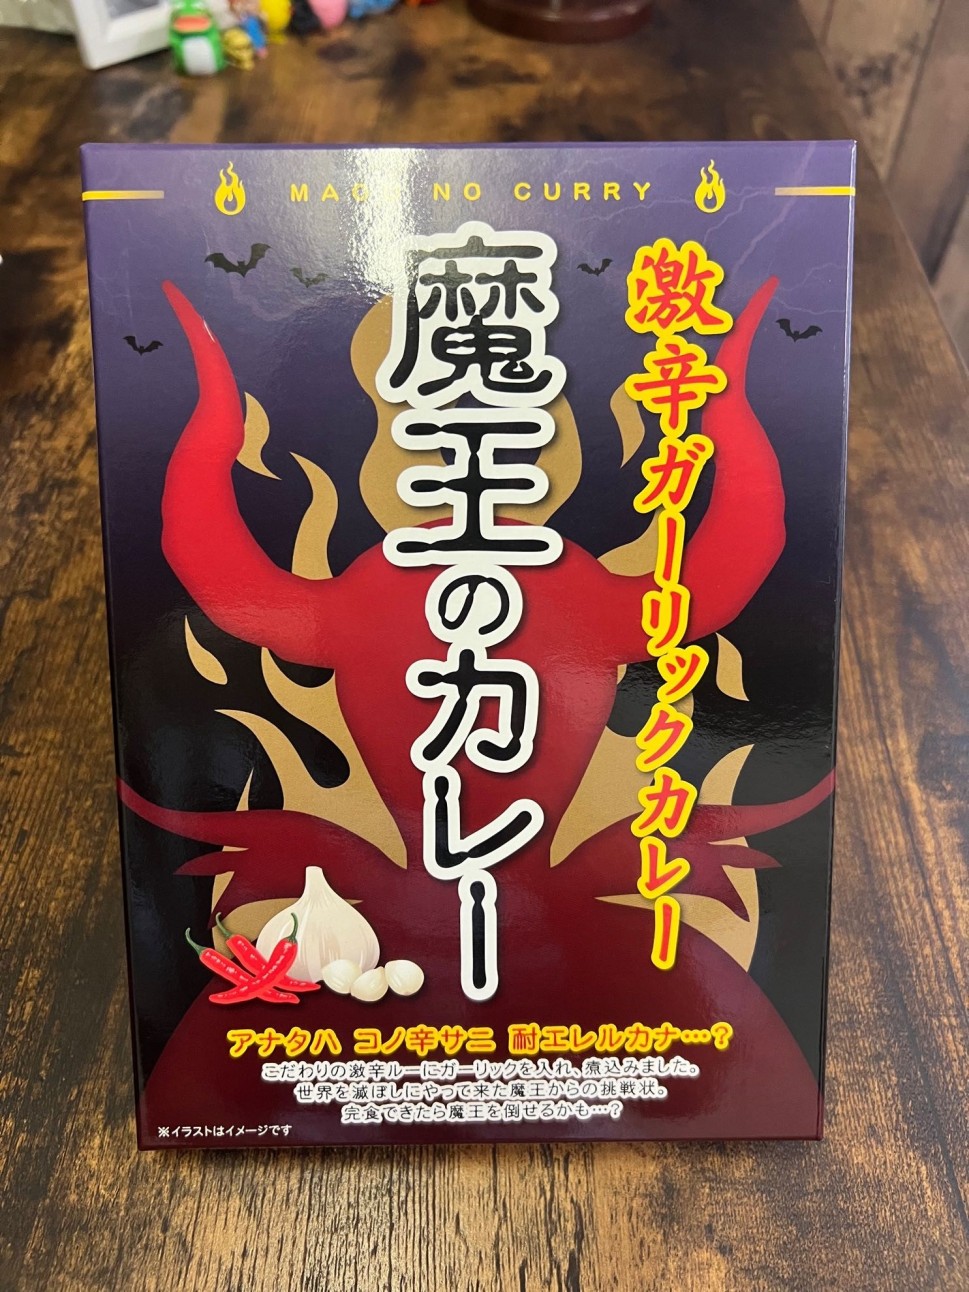 MAOU NO CURRY
激辛ガーリックカレー
魔王のカレー
アナタハ コノ辛サニ 耐エレルカナ…?
こだわりの激辛ルーにガーリックを入れ、煮込みました。
世界を滅ぼしにやって来た魔王からの挑戦状。
完食できたら魔王を倒せるかも…?
※イラストはイメージです